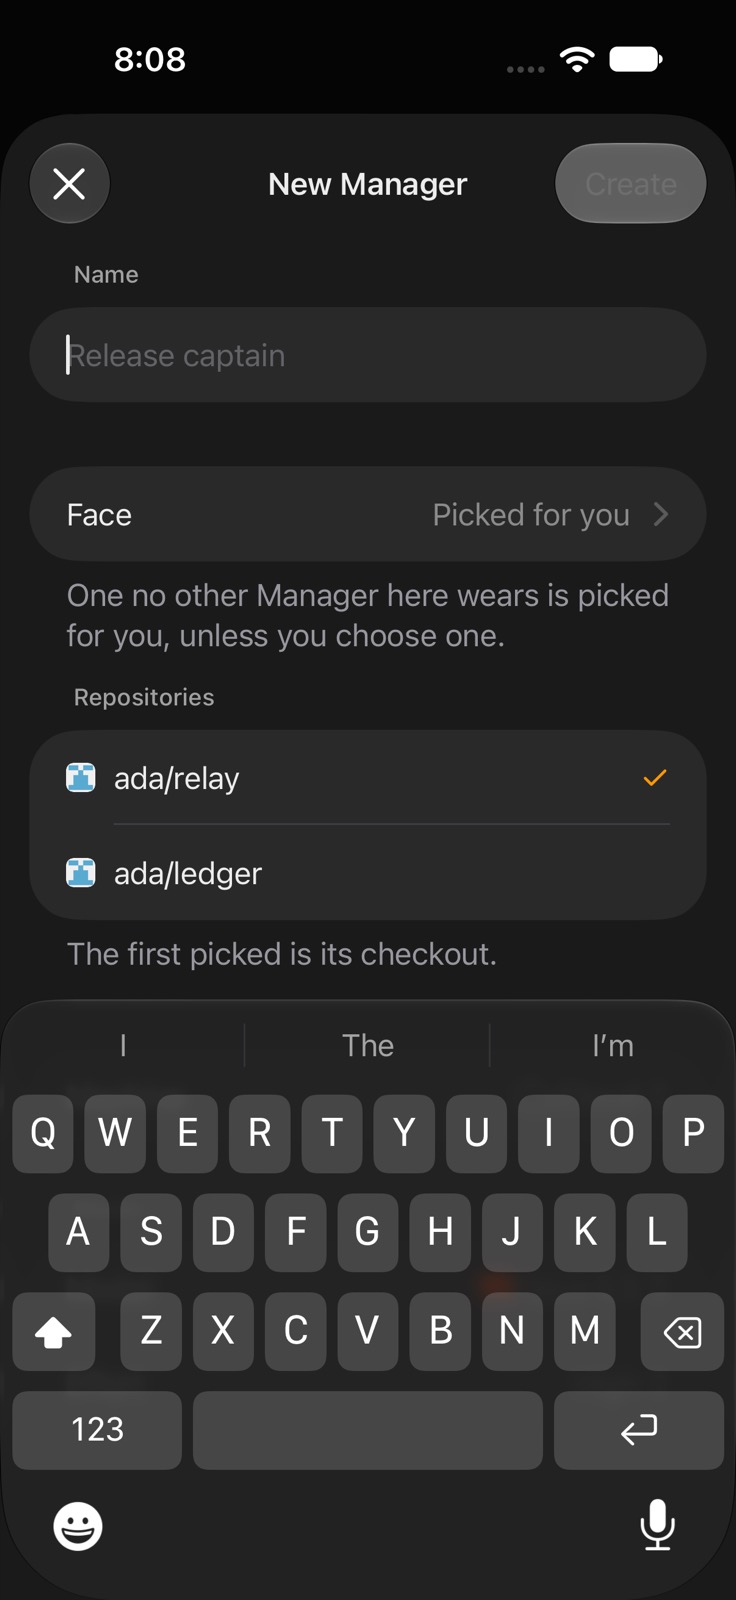 8:08
New Manager
Create
Name
Release captain
Face
Picked for you
One no other Manager here wears is picked
for you, unless you choose one.
Repositories
ada/relay
ada/ledger
The first picked is its checkout.
I The I’m
Q W E R T Y U I O P
A S D F G H J K L
Z X C V B N M
123